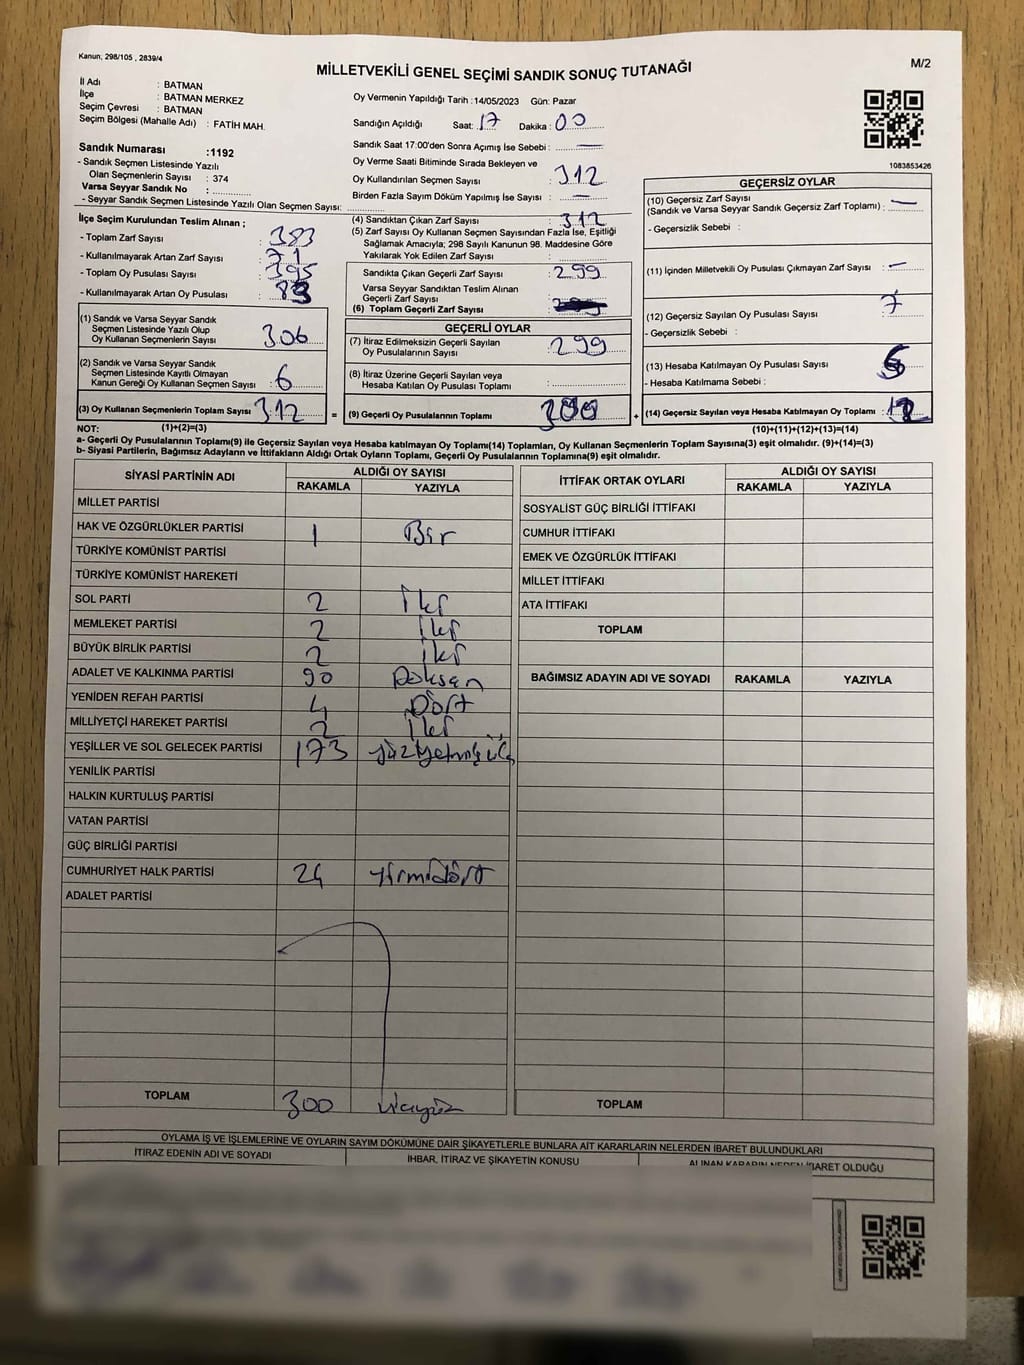 Kanun, 298/105 , 2839/4
MİLLETVEKİLİ GENEL SEÇİMİ SANDIK SONUÇ TUTANAĞI
M/2
İl Adı : BATMAN
İlçe : BATMAN MERKEZ
Seçim Çevresi : BATMAN
Seçim Bölgesi (Mahalle Adı) : FATİH MAH.
Sandık Numarası :1192
- Sandık Seçmen Listesinde Yazılı
Olan Seçmenlerin Sayısı : 374
Varsa Seyyar Sandık No :
- Seyyar Sandık Seçmen Listesinde Yazılı Olan Seçmen Sayısı:
Oy Vermenin Yapıldığı Tarih :14/05/2023 Gün: Pazar
Sandığın Açıldığı Saat: 17 Dakika : 00
Sandık Saat 17:00'den Sonra Açımış İse Sebebi : —
Oy Verme Saati Bitiminde Sırada Bekleyen ve
Oy Kullandırılan Seçmen Sayısı : 312
Birden Fazla Sayım Döküm Yapılmış İse Sayısı : —
1083853426
İlçe Seçim Kurulundan Teslim Alınan ;
- Toplam Zarf Sayısı : 383
- Kullanılmayarak Artan Zarf Sayısı : 71
- Toplam Oy Pusulası Sayısı : 395
- Kullanılmayarak Artan Oy Pusulası : 83
(1) Sandık ve Varsa Seyyar Sandık
Seçmen Listesinde Yazılı Olup
Oy Kullanan Seçmenlerin Sayısı : 306
(2) Sandık ve Varsa Seyyar Sandık
Seçmen Listesinde Kayıtlı Olmayan
Kanun Gereği Oy Kullanan Seçmen Sayısı : 6
(3) Oy Kullanan Seçmenlerin Toplam Sayısı : 312 =
(4) Sandıktan Çıkan Zarf Sayısı : 312
(5) Zarf Sayısı Oy Kullanan Seçmen Sayısından Fazla İse, Eşitliği
Sağlamak Amacıyla; 298 Sayılı Kanunun 98. Maddesine Göre
Yakılarak Yok Edilen Zarf Sayısı :
Sandıkta Çıkan Geçerli Zarf Sayısı : 299
Varsa Seyyar Sandıktan Teslim Alınan
Geçerli Zarf Sayısı :
(6) Toplam Geçerli Zarf Sayısı :
GEÇERLİ OYLAR
(7) İtiraz Edilmeksizin Geçerli Sayılan
Oy Pusulalarının Sayısı : 299
(8) İtiraz Üzerine Geçerli Sayılan veya
Hesaba Katılan Oy Pusulası Toplamı :
(9) Geçerli Oy Pusulalarının Toplamı : 300 +
GEÇERSİZ OYLAR
(10) Geçersiz Zarf Sayısı
(Sandık ve Varsa Seyyar Sandık Geçersiz Zarf Toplamı) : —
- Geçersizlik Sebebi :
(11) İçinden Milletvekili Oy Pusulası Çıkmayan Zarf Sayısı : —
(12) Geçersiz Sayılan Oy Pusulası Sayısı : 7
- Geçersizlik Sebebi :
(13) Hesaba Katılmayan Oy Pusulası Sayısı : 5
- Hesaba Katılmama Sebebi :
(14) Geçersiz Sayılan veya Hesaba Katılmayan Oy Toplamı : 12
NOT: (1)+(2)=(3)
(10)+(11)+(12)+(13)=(14)
a- Geçerli Oy Pusulalarının Toplamı(9) ile Geçersiz Sayılan veya Hesaba katılmayan Oy Toplamı(14) Toplamları, Oy Kullanan Seçmenlerin Toplam Sayısına(3) eşit olmalıdır. (9)+(14)=(3)
b- Siyasi Partilerin, Bağımsız Adayların ve İttifakların Aldığı Ortak Oyların Toplamı, Geçerli Oy Pusulalarının Toplamına(9) eşit olmalıdır.
SİYASİ PARTİNİN ADI ALDIĞI OY SAYISI
RAKAMLA YAZIYLA
MİLLET PARTİSİ
HAK VE ÖZGÜRLÜKLER PARTİSİ 1 Bir
TÜRKİYE KOMÜNİST PARTİSİ
TÜRKİYE KOMÜNİST HAREKETİ
SOL PARTİ 2 İki
MEMLEKET PARTİSİ 2 İki
BÜYÜK BİRLİK PARTİSİ 2 İki
ADALET VE KALKINMA PARTİSİ 90 Doksan
YENİDEN REFAH PARTİSİ 4 Dört
MİLLİYETÇİ HAREKET PARTİSİ 2 İki
YEŞİLLER VE SOL GELECEK PARTİSİ 173 yüzyetmişüç
YENİLİK PARTİSİ
HALKIN KURTULUŞ PARTİSİ
VATAN PARTİSİ
GÜÇ BİRLİĞİ PARTİSİ
CUMHURİYET HALK PARTİSİ 24 yirmidört
ADALET PARTİSİ
TOPLAM 300 üçyüz
İTTİFAK ORTAK OYLARI ALDIĞI OY SAYISI
RAKAMLA YAZIYLA
SOSYALİST GÜÇ BİRLİĞİ İTTİFAKI
CUMHUR İTTİFAKI
EMEK VE ÖZGÜRLÜK İTTİFAKI
MİLLET İTTİFAKI
ATA İTTİFAKI
TOPLAM
BAĞIMSIZ ADAYIN ADI VE SOYADI RAKAMLA YAZIYLA
TOPLAM
OYLAMA İŞ VE İŞLEMLERİNE VE OYLARIN SAYIM DÖKÜMÜNE DAİR ŞİKAYETLERLE BUNLARA AİT KARARLARIN NELERDEN İBARET BULUNDUKLARI
İTİRAZ EDENİN ADI VE SOYADI
İHBAR, İTİRAZ VE ŞİKAYETİN KONUSU
ALINAN KARARIN NEDEN İBARET OLDUĞU